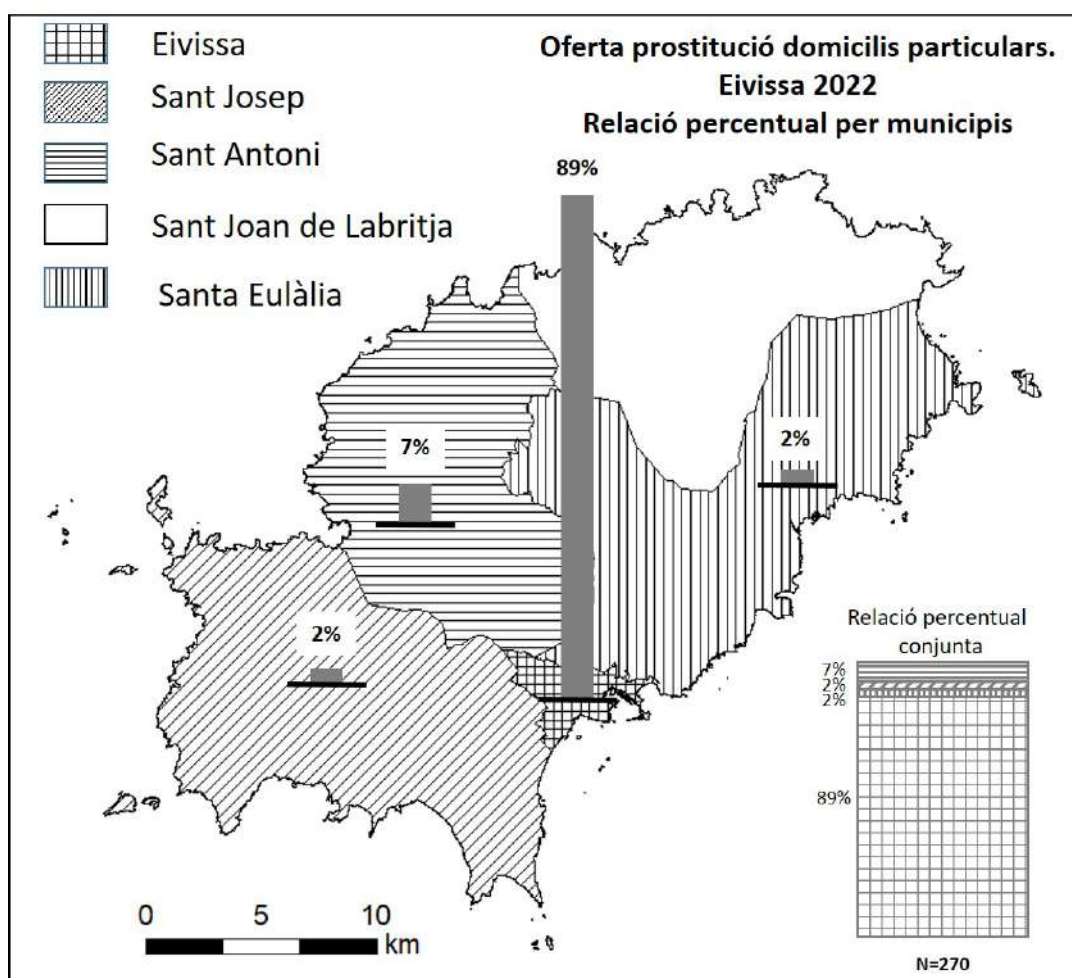 Eivissa
Sant Josep
Sant Antoni
Sant Joan de Labritja
Santa Eulàlia
Oferta prostitució domicilis particulars.
Eivissa 2022
Relació percentual per municipis
89%
7%
2%
2%
Relació percentual
conjunta
7%
2%
2%
89%
N=270
0 5 10
km